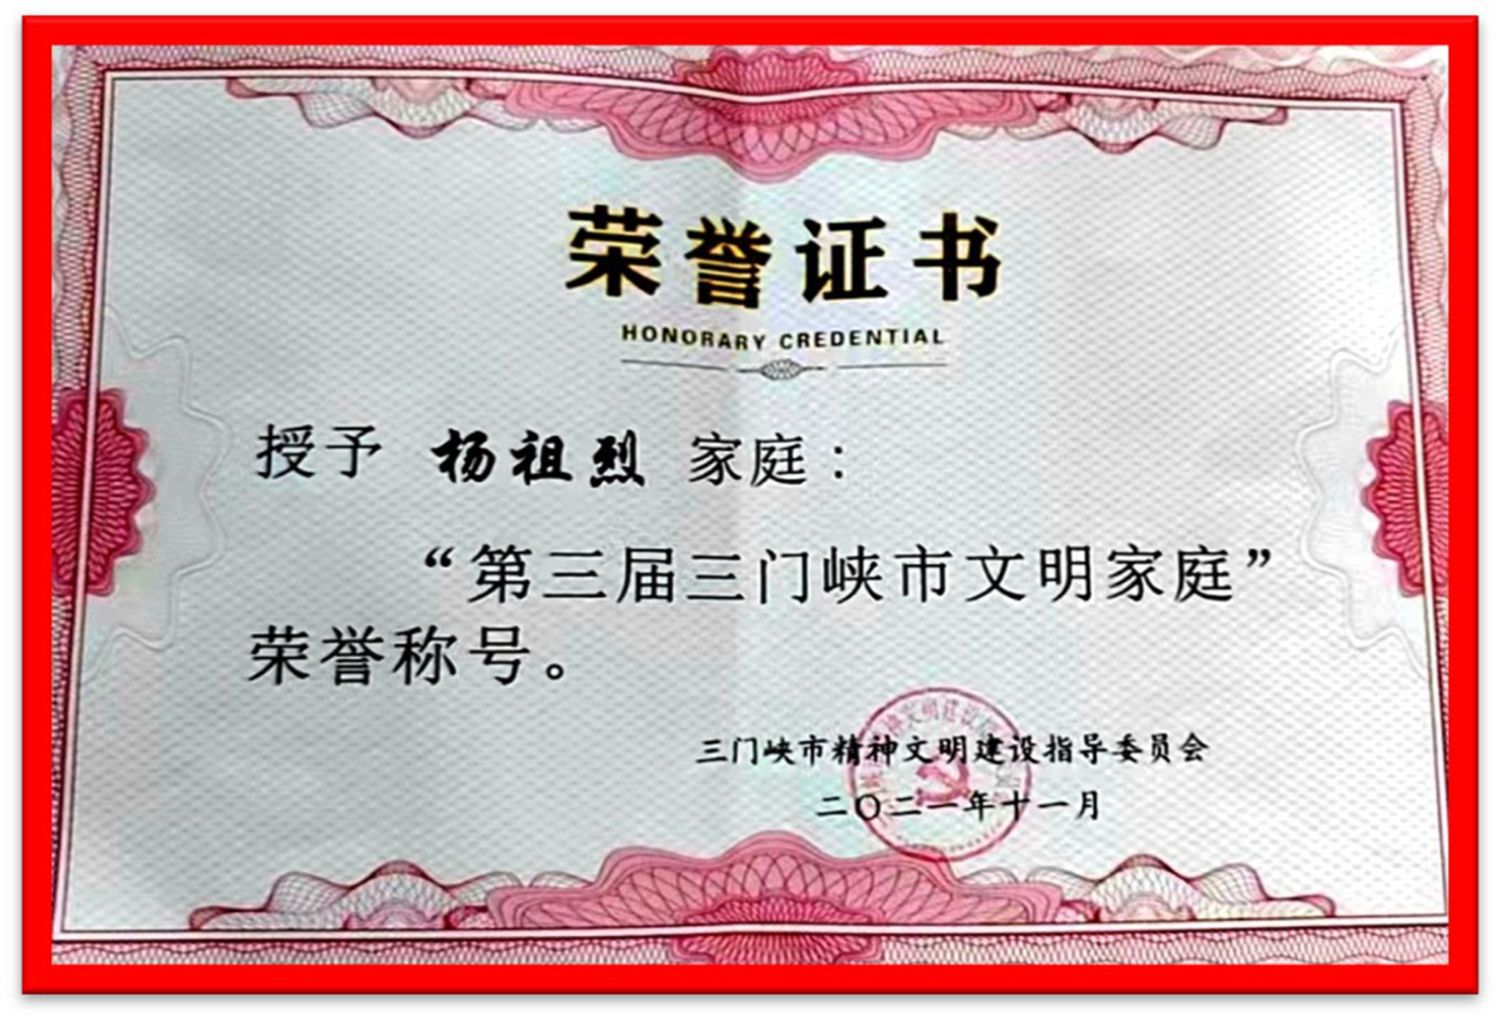 荣誉证书
HONORARY CREDENTIAL
授予 杨祖烈 家庭：
“第三届三门峡市文明家庭”
荣誉称号。
三门峡市精神文明建设指导委员会
二〇二一年十一月